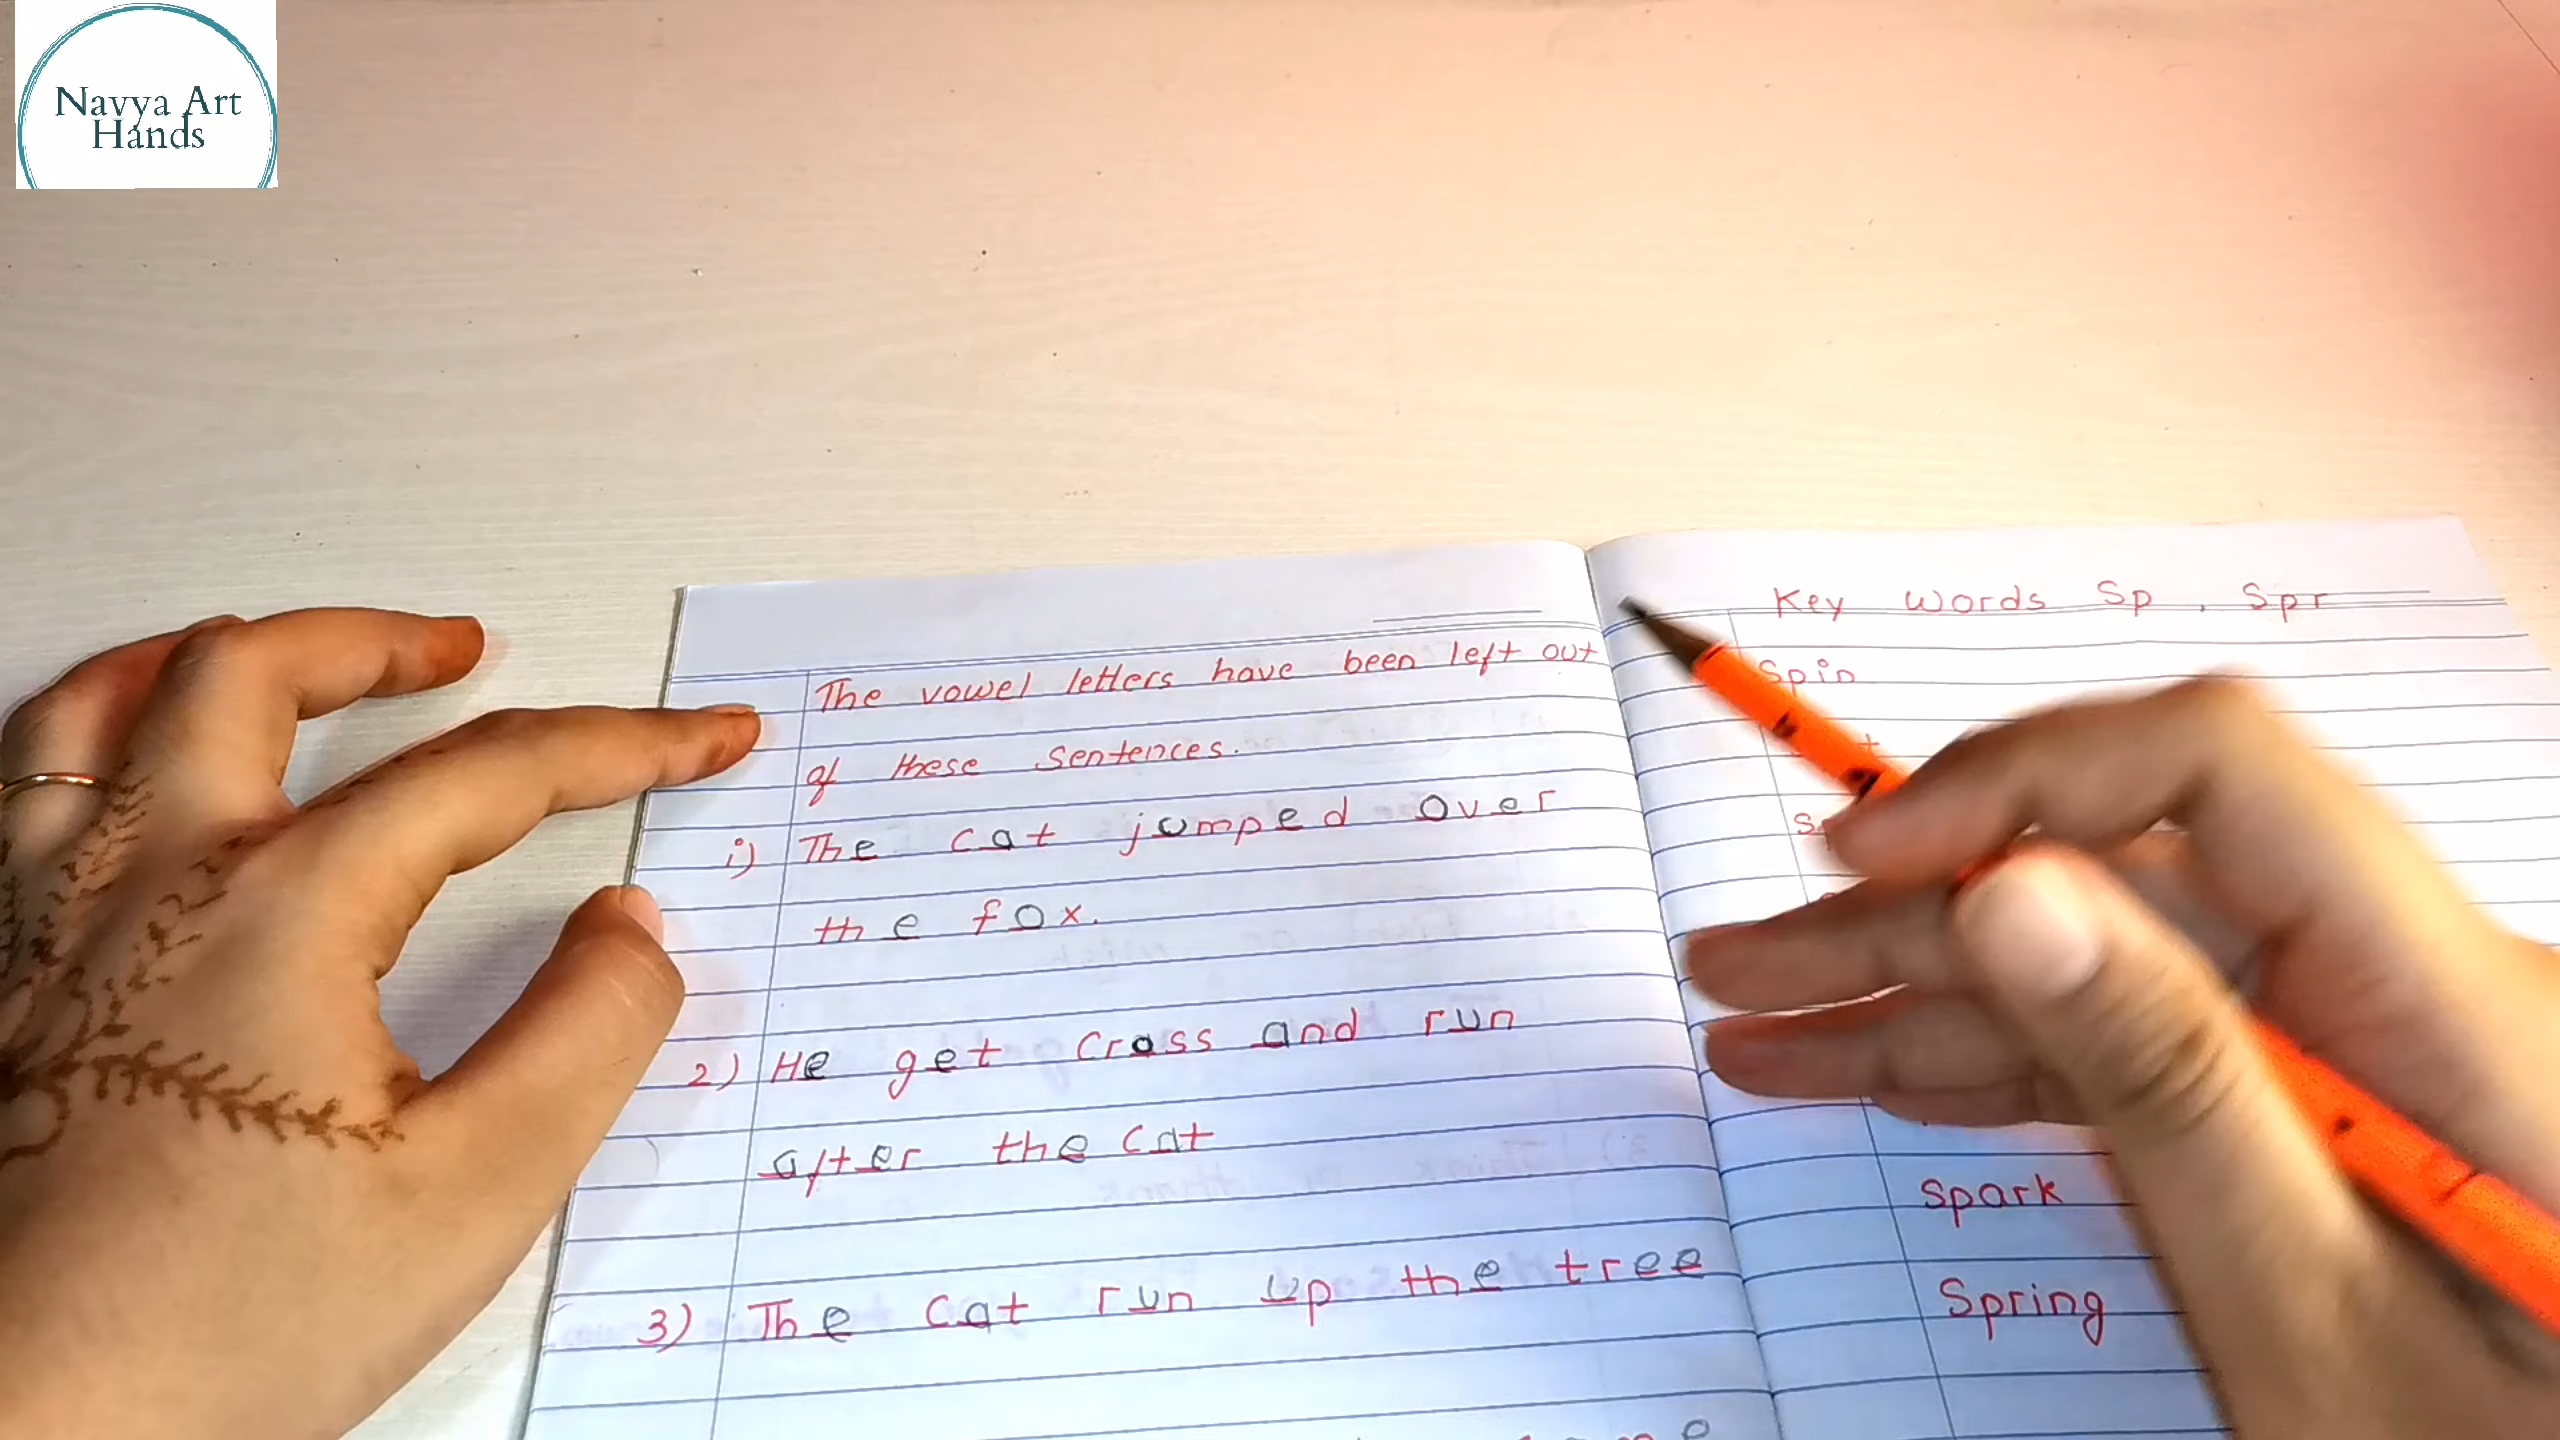 Navya Art
Hands
The vowel letters have been left out
of these Sentences.
i) The cat jumped over
the fox.
2) He get Cross and run
after the Cat
3) The Cat run up the tree
Key Words Sp, Spr
Spin
Spark
Spring